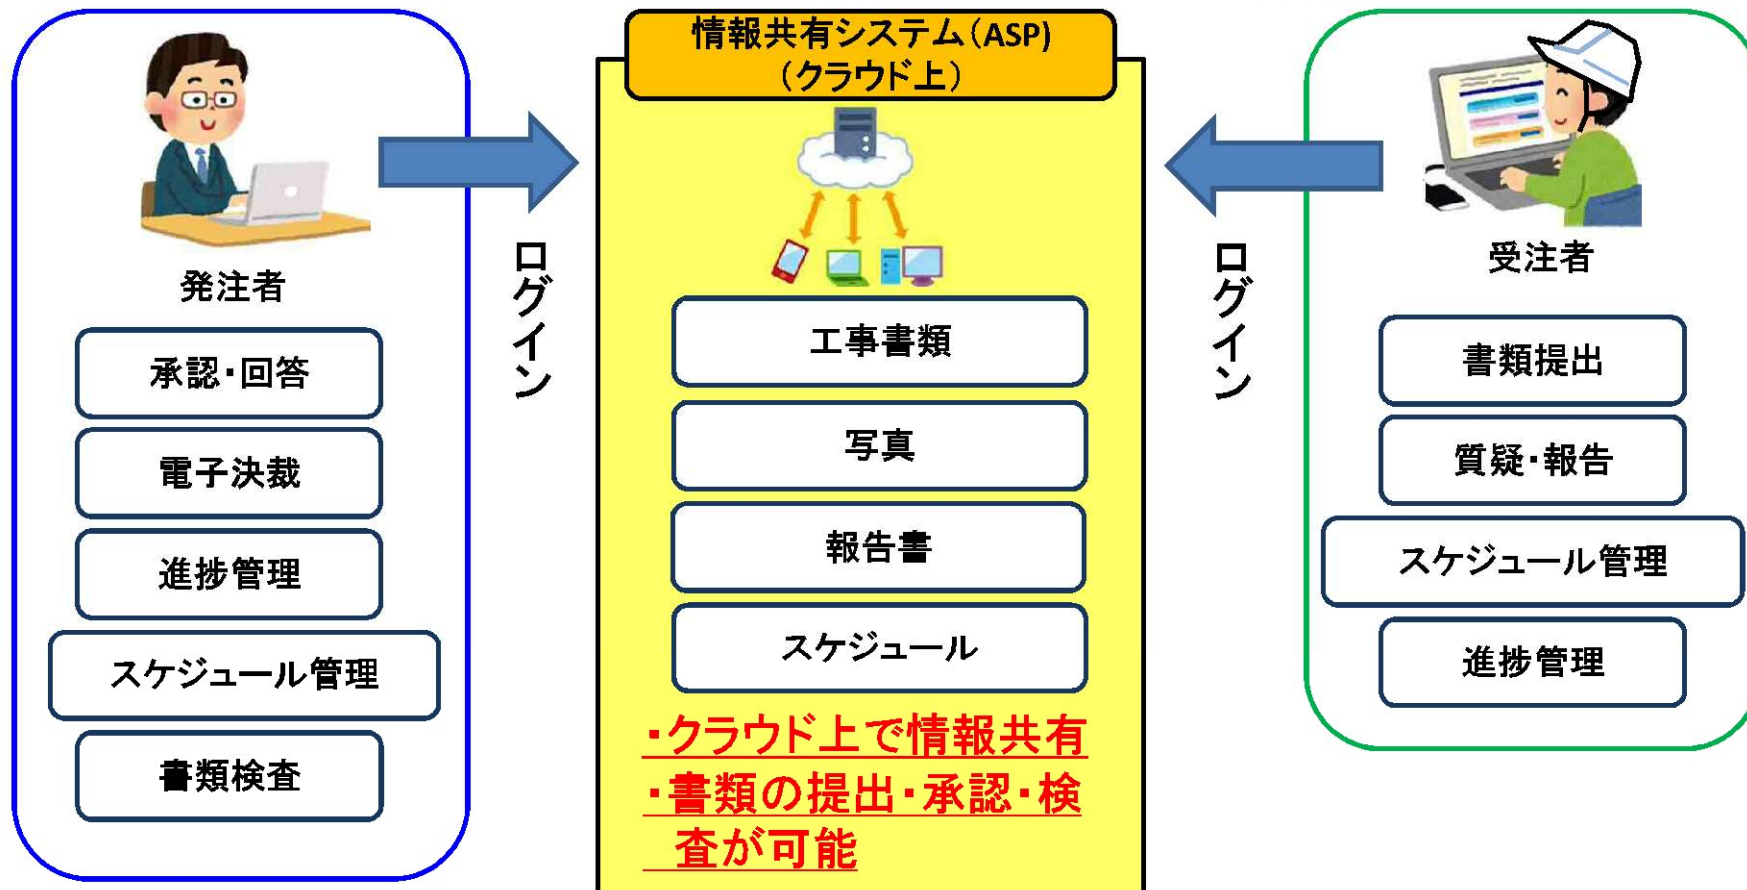 発注者
承認・回答
電子決裁
進捗管理
スケジュール管理
書類検査
ログイン
情報共有システム(ASP)
(クラウド上)
工事書類
写真
報告書
スケジュール
・クラウド上で情報共有
・書類の提出・承認・検
査が可能
ログイン
受注者
書類提出
質疑・報告
スケジュール管理
進捗管理